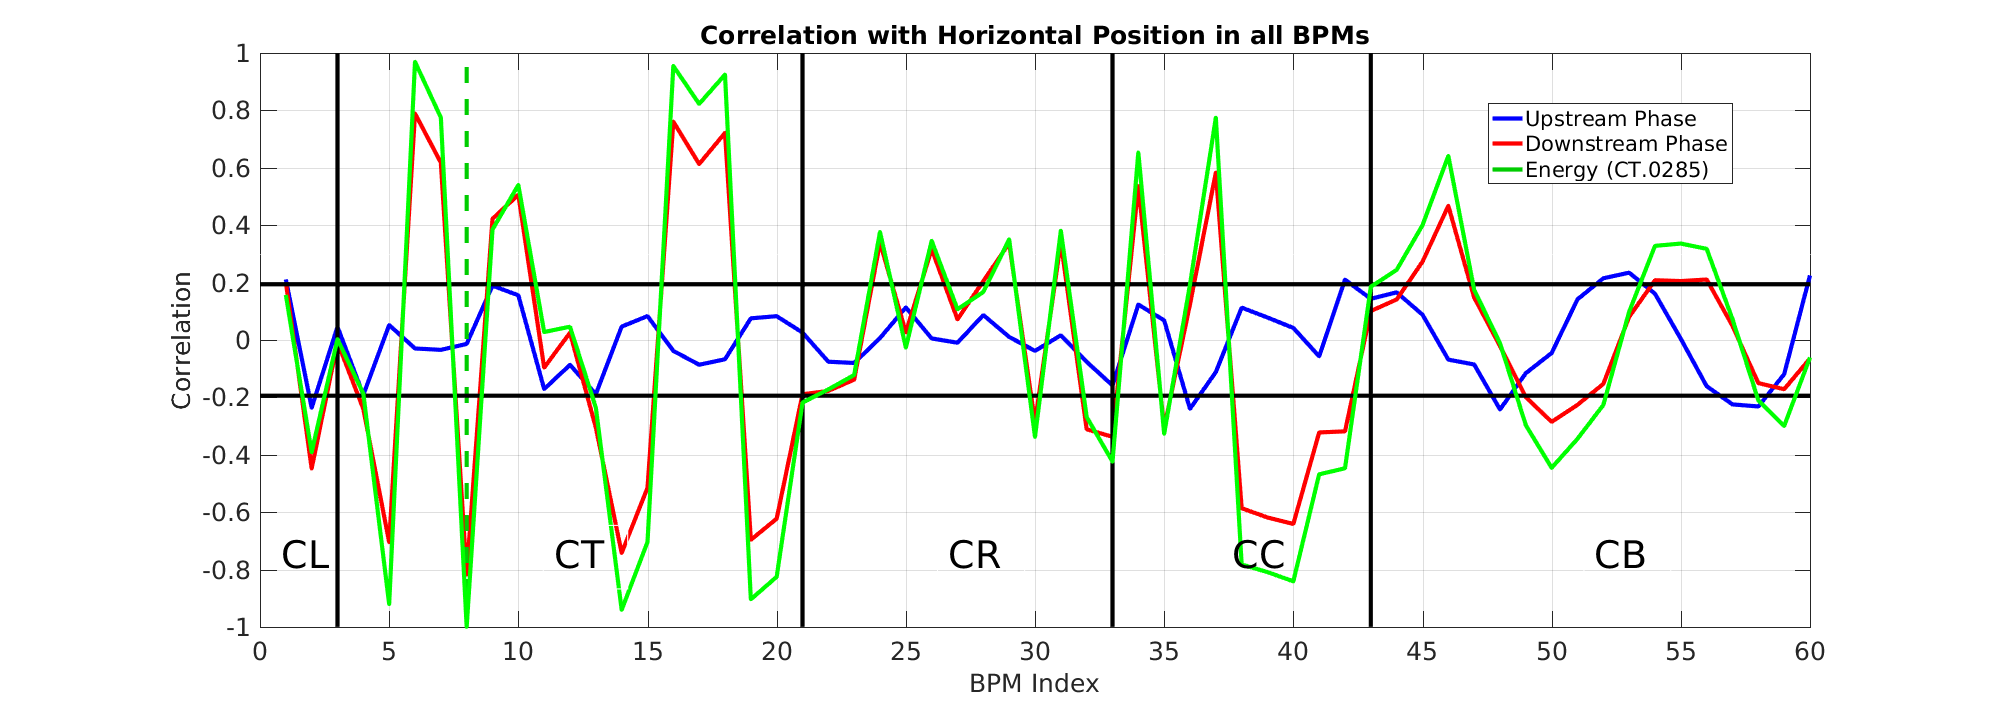 Correlation with Horizontal Position in all BPMs
1
0.8
0.6
0.4
0.2
0
-0.2
-0.4
-0.6
-0.8
-1
Correlation
Upstream Phase
Downstream Phase
Energy (CT.0285)
CL
CT
CR
CC
CB
0 5 10 15 20 25 30 35 40 45 50 55 60
BPM Index